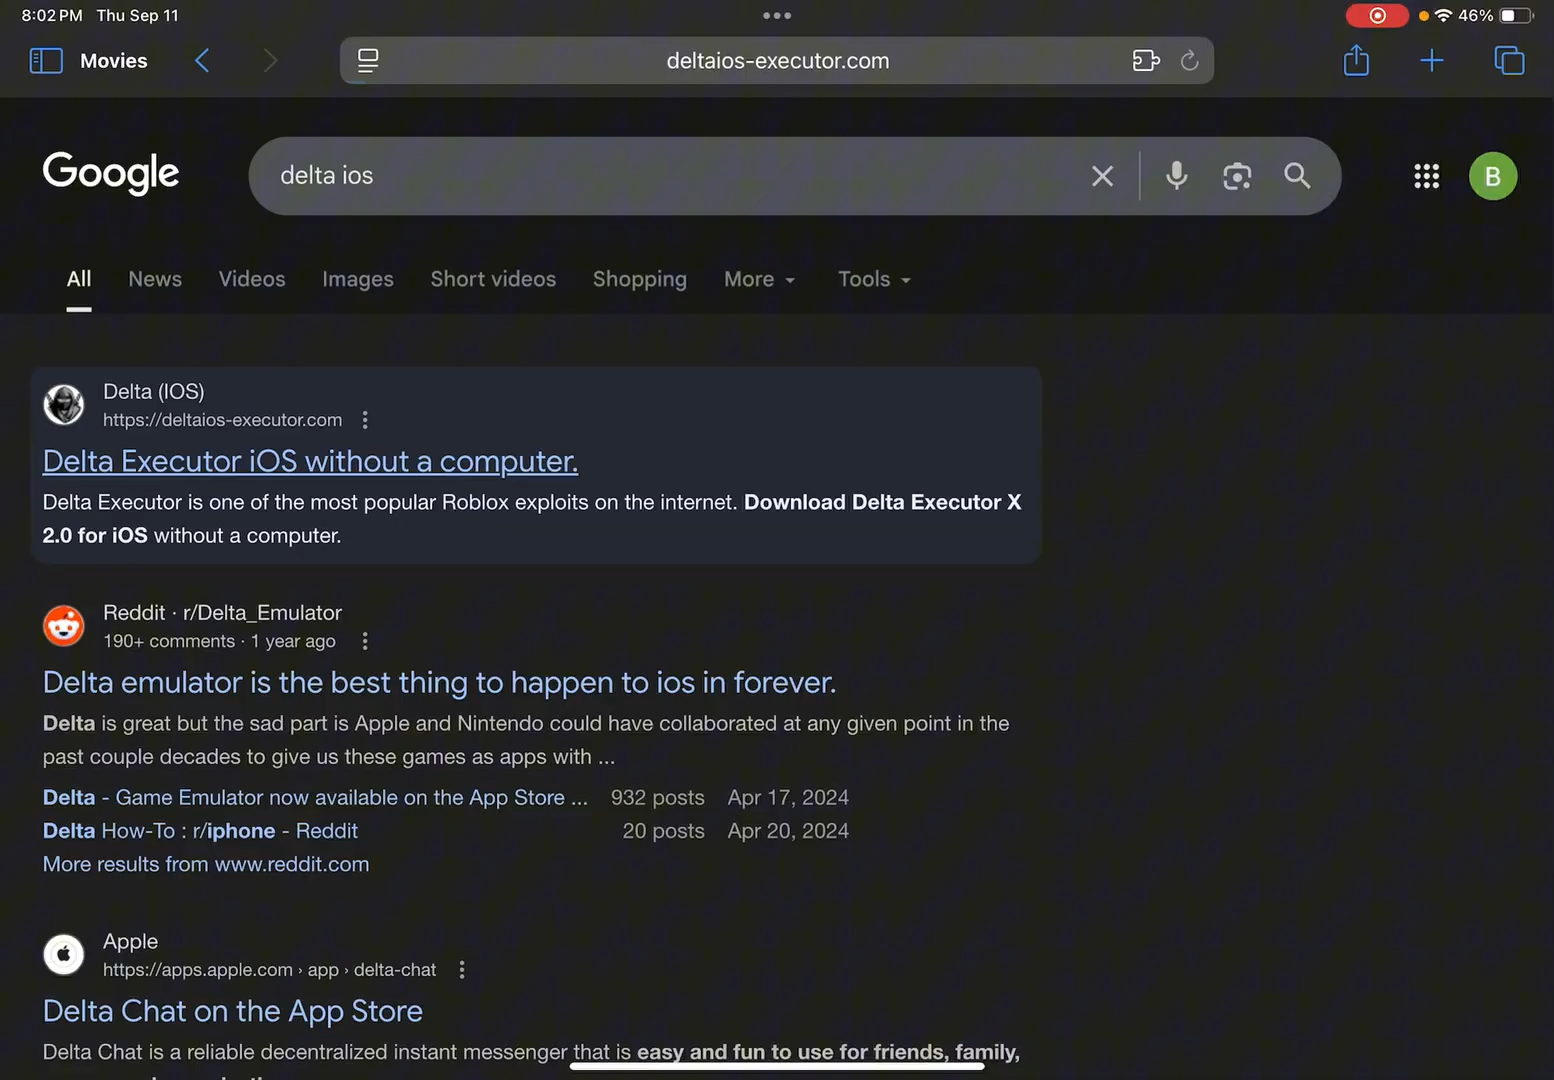 8:02 PM Thu Sep 11
46%
Movies
deltaios-executor.com
Google
delta ios
B
All News Videos Images Short videos Shopping More Tools
Delta (IOS)
https://deltaios-executor.com
Delta Executor iOS without a computer.
Delta Executor is one of the most popular Roblox exploits on the internet. Download Delta Executor X
2.0 for iOS without a computer.
Reddit · r/Delta_Emulator
190+ comments · 1 year ago
Delta emulator is the best thing to happen to ios in forever.
Delta is great but the sad part is Apple and Nintendo could have collaborated at any given point in the
past couple decades to give us these games as apps with ...
Delta - Game Emulator now available on the App Store ... 932 posts Apr 17, 2024
Delta How-To : r/iphone - Reddit 20 posts Apr 20, 2024
More results from www.reddit.com
Apple
https://apps.apple.com › app › delta-chat
Delta Chat on the App Store
Delta Chat is a reliable decentralized instant messenger that is easy and fun to use for friends, family,